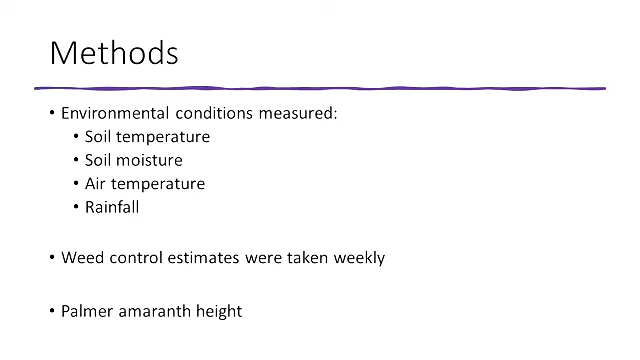 Methods
• Environmental conditions measured:
• Soil temperature
• Soil moisture
• Air temperature
• Rainfall
• Weed control estimates were taken weekly
• Palmer amaranth height